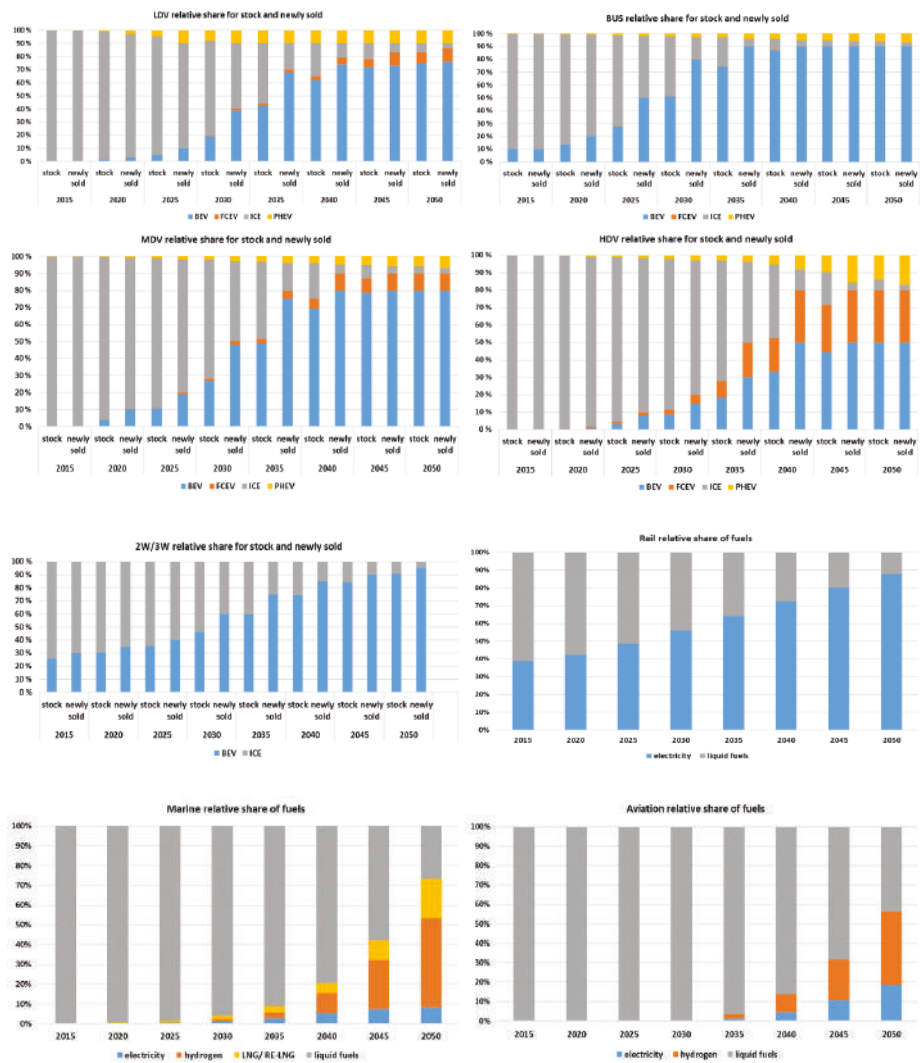 LDV relative share for stock and newly sold
100 %
90 %
80 %
70 %
60 %
50 %
40 %
30 %
20 %
10 %
0 %
stock newly stock newly stock newly stock newly stock newly stock newly stock newly stock newly
sold sold sold sold sold sold sold sold
2015 2020 2025 2030 2035 2040 2045 2050
BEV FCEV ICE PHEV
BUS relative share for stock and newly sold
100 %
90 %
80 %
70 %
60 %
50 %
40 %
30 %
20 %
10 %
0 %
stock newly stock newly stock newly stock newly stock newly stock newly stock newly stock newly
sold sold sold sold sold sold sold sold
2015 2020 2025 2030 2035 2040 2045 2050
BEV FCEV ICE PHEV
MDV relative share for stock and newly sold
100 %
90 %
80 %
70 %
60 %
50 %
40 %
30 %
20 %
10 %
0 %
stock newly stock newly stock newly stock newly stock newly stock newly stock newly stock newly
sold sold sold sold sold sold sold sold
2015 2020 2025 2030 2035 2040 2045 2050
BEV FCEV ICE PHEV
HDV relative share for stock and newly sold
100 %
90 %
80 %
70 %
60 %
50 %
40 %
30 %
20 %
10 %
0 %
stock newly stock newly stock newly stock newly stock newly stock newly stock newly stock newly
sold sold sold sold sold sold sold sold
2015 2020 2025 2030 2035 2040 2045 2050
BEV FCEV ICE PHEV
2W/3W relative share for stock and newly sold
100 %
90 %
80 %
70 %
60 %
50 %
40 %
30 %
20 %
10 %
0 %
stock newly stock newly stock newly stock newly stock newly stock newly stock newly stock newly
sold sold sold sold sold sold sold sold
2015 2020 2025 2030 2035 2040 2045 2050
BEV ICE
Rail relative share of fuels
100%
90%
80%
70%
60%
50%
40%
30%
20%
10%
0%
2015 2020 2025 2030 2035 2040 2045 2050
electricity liquid fuels
Marine relative share of fuels
100%
90%
80%
70%
60%
50%
40%
30%
20%
10%
0%
2015 2020 2025 2030 2035 2040 2045 2050
electricity hydrogen LNG/ RE-LNG liquid fuels
Aviation relative share of fuels
100%
90%
80%
70%
60%
50%
40%
30%
20%
10%
0%
2015 2020 2025 2030 2035 2040 2045 2050
electricity hydrogen liquid fuels